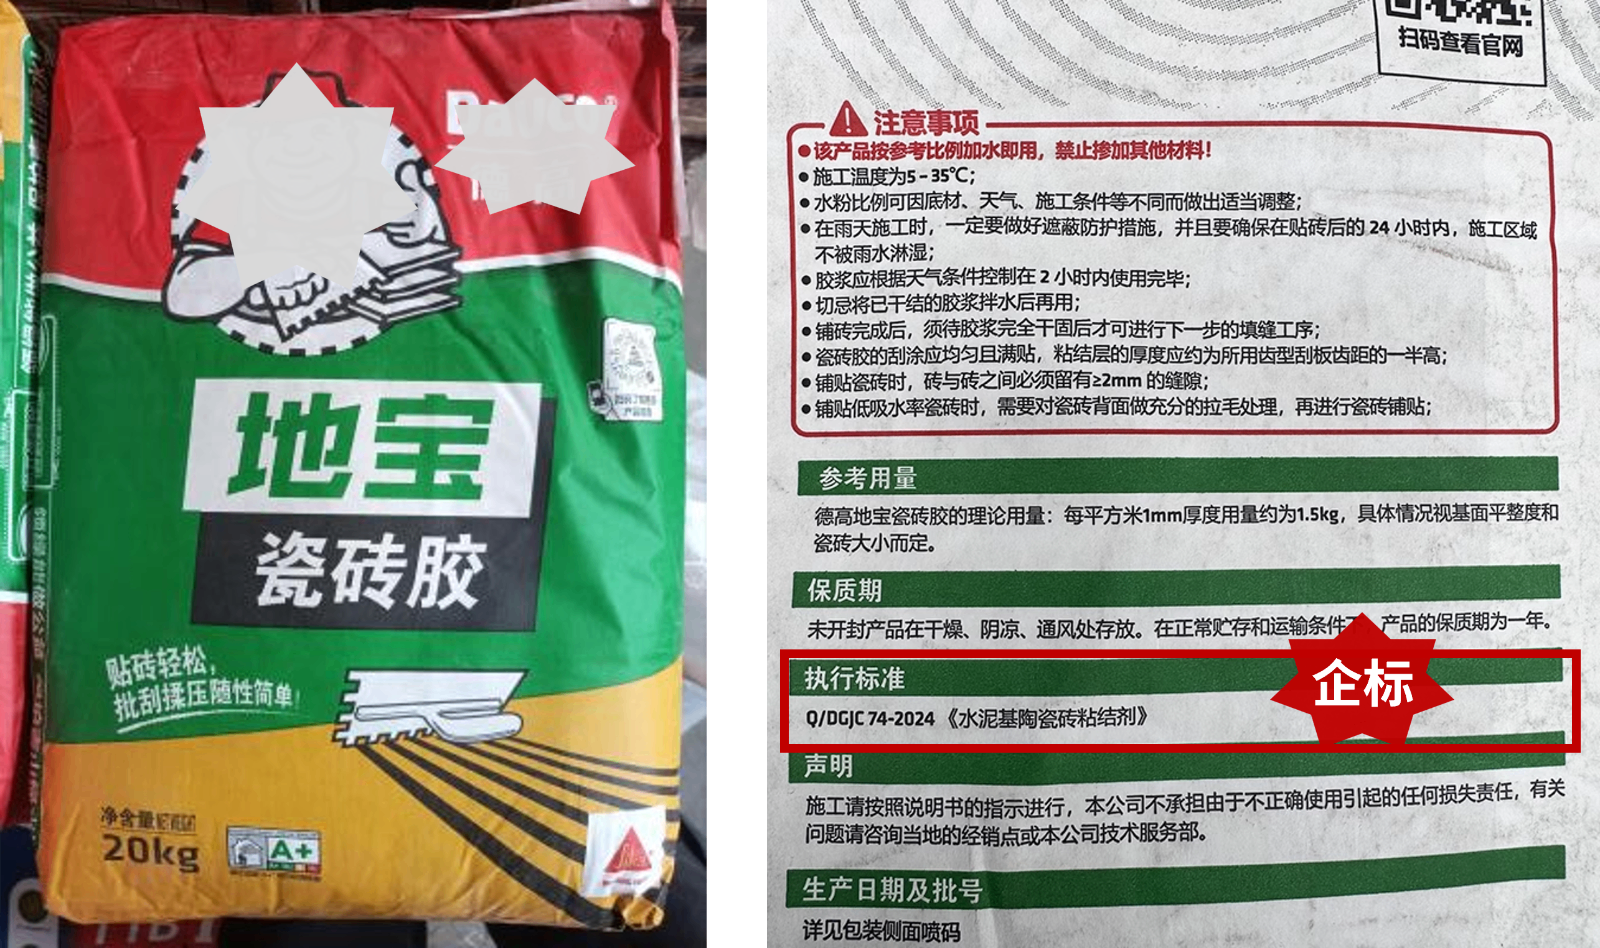 地宝
瓷砖胶
贴砖轻松，
批刮揉压随性简单！
净含量
20kg
A+
Sika
扫码查看官网
注意事项
●该产品按参考比例加水即用，禁止掺加其他材料！
●施工温度为5-35℃；
●水粉比例可因底材、天气、施工条件等不同而做出适当调整；
●在雨天施工时，一定要做好遮蔽防护措施，并且要确保在贴砖后的 24 小时内，施工区域
不被雨水淋湿；
●胶浆应根据天气条件控制在 2 小时内使用完毕；
●切忌将已干结的胶浆拌水后再用；
●铺砖完成后，须待胶浆完全干固后才可进行下一步的填缝工序；
●瓷砖胶的刮涂应均匀且满贴，粘结层的厚度应约为所用齿型刮板齿距的一半高；
●铺贴瓷砖时，砖与砖之间必须留有≥2mm 的缝隙；
●铺贴低吸水率瓷砖时，需要对瓷砖背面做充分的拉毛处理，再进行瓷砖铺贴；
参考用量
德高地宝瓷砖胶的理论用量：每平方米1mm厚度用量约为1.5kg，具体情况视基面平整度和
瓷砖大小而定。
保质期
未开封产品在干燥、阴凉、通风处存放。在正常贮存和运输条件下，产品的保质期为一年。
执行标准
企标
Q/DGJC 74-2024 《水泥基陶瓷砖粘结剂》
声明
施工请按照说明书的指示进行，本公司不承担由于不正确使用引起的任何损失责任，有关
问题请咨询当地的经销点或本公司技术服务部。
生产日期及批号
详见包装侧面喷码